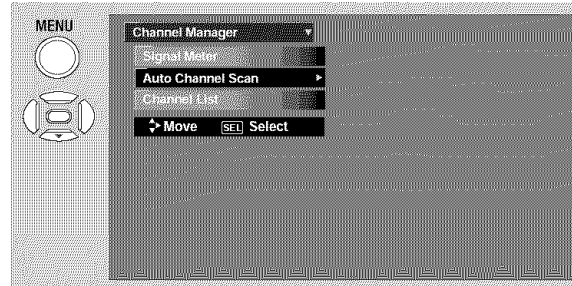 MENU
Channel Manager
Signal Meter
Auto Channel Scan
Channel List
Move SEL Select